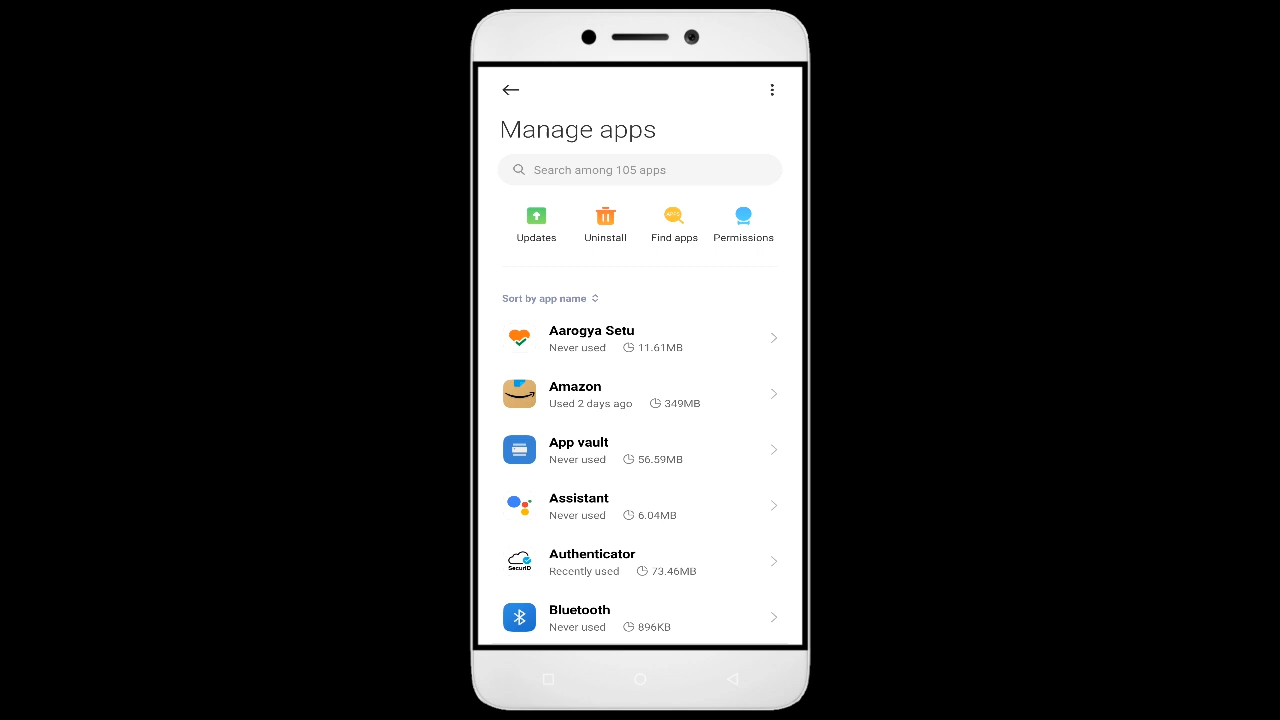 Manage apps
Search among 105 apps
APPS
Updates Uninstall Find apps Permissions
Sort by app name
Aarogya Setu
Never used 11.61MB
Amazon
Used 2 days ago 349MB
App vault
Never used 56.59MB
Assistant
Never used 6.04MB
Authenticator
SecurID
Recently used 73.46MB
Bluetooth
Never used 896KB